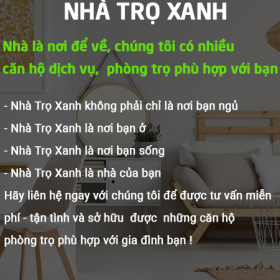 NHÀ TRỌ XANH
Nhà là nơi để về, chúng tôi có nhiều
căn hộ dịch vụ, phòng trọ phù hợp với bạn
- Nhà Trọ Xanh không phải chỉ là nơi bạn ngủ
- Nhà Trọ Xanh là nơi bạn ở
- Nhà Trọ Xanh là nơi bạn sống
- Nhà Trọ Xanh là nhà của bạn
Hãy liên hệ ngay với chúng tôi để được tư vấn miễn
phí - tận tình và sở hữu được những căn hộ
phòng trọ phù hợp với gia đình bạn !